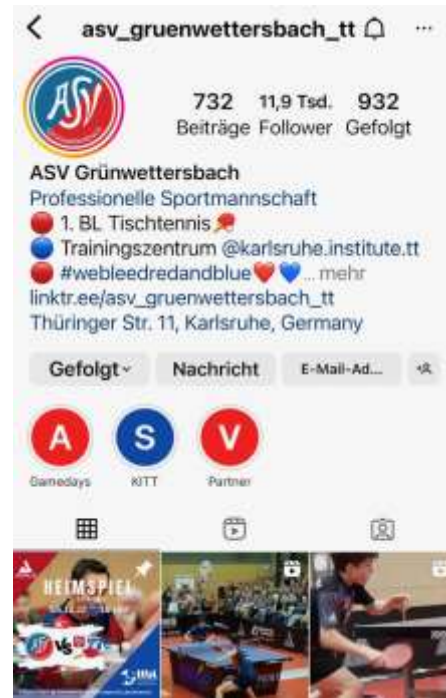 asv_gruenwettersbach_tt
ASV
732 11,9 Tsd. 932
Beiträge Follower Gefolgt
ASV Grünwettersbach
Professionelle Sportmannschaft
1. BL Tischtennis
Trainingszentrum @karlsruhe.institute.tt
#webleedredandblue ... mehr
linktr.ee/asv_gruenwettersbach_tt
Thüringer Str. 11, Karlsruhe, Germany
Gefolgt Nachricht E-Mail-Ad...
A S V
Gamedays KITT Partner
HEIMSPIEL
VS